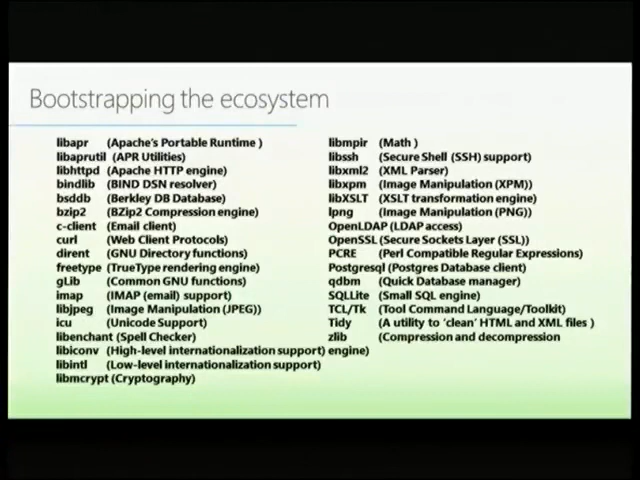 Bootstrapping the ecosystem
libapr (Apache's Portable Runtime )
libaprutil (APR Utilities)
libhttpd (Apache HTTP engine)
bindlib (BIND DSN resolver)
bsddb (Berkley DB Database)
bzip2 (BZip2 Compression engine)
c-client (Email client)
curl (Web Client Protocols)
dirent (GNU Directory functions)
freetype (TrueType rendering engine)
gLib (Common GNU functions)
imap (IMAP (email) support)
libjpeg (Image Manipulation (JPEG))
icu (Unicode Support)
libenchant (Spell Checker)
libiconv (High-level internationalization support) engine)
libintl (Low-level internationalization support)
libmcrypt (Cryptography)
libmpir (Math )
libssh (Secure Shell (SSH) support)
libxml2 (XML Parser)
libxpm (Image Manipulation (XPM))
libXSLT (XSLT transformation engine)
lpng (Image Manipulation (PNG))
OpenLDAP (LDAP access)
OpenSSL (Secure Sockets Layer (SSL))
PCRE (Perl Compatible Regular Expressions)
Postgresql (Postgres Database client)
qdbm (Quick Database manager)
SQLLite (Small SQL engine)
TCL/Tk (Tool Command Language/Toolkit)
Tidy (A utility to 'clean' HTML and XML files )
zlib (Compression and decompression